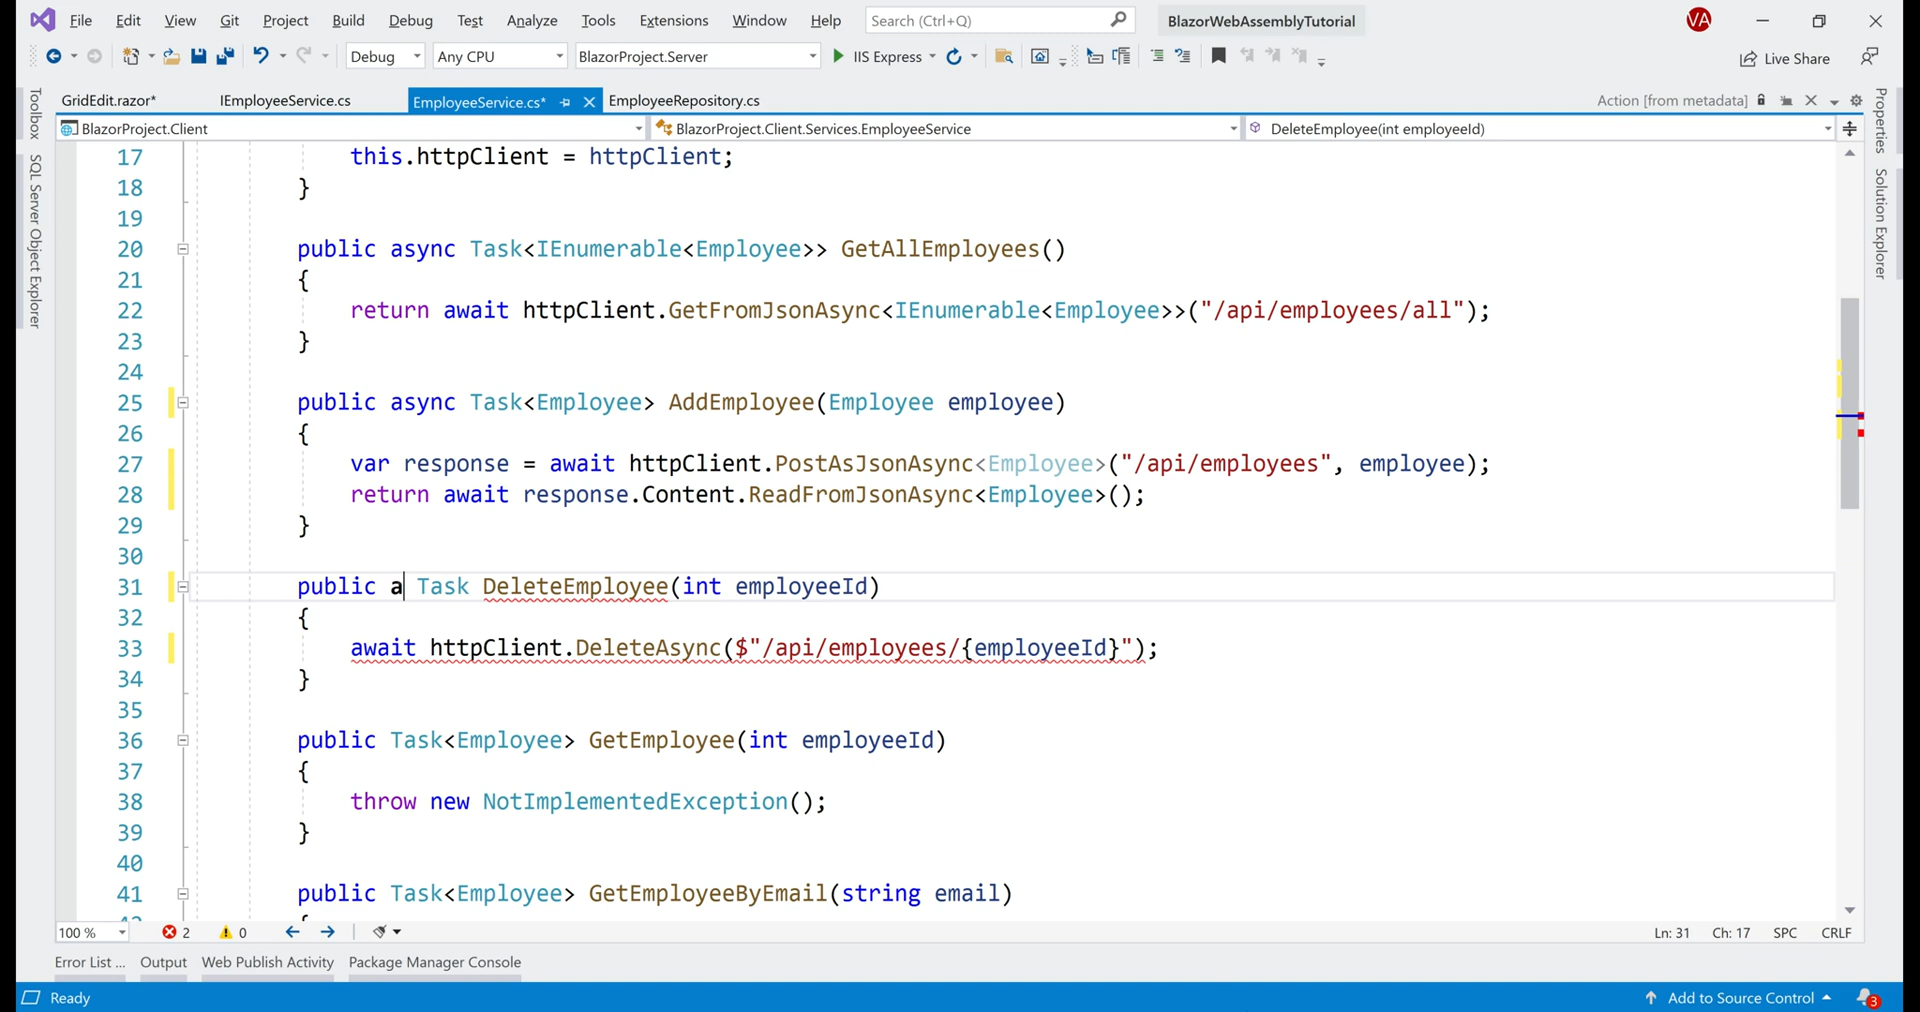 File Edit View Git Project Build Debug Test Analyze Tools Extensions Window Help Search (Ctrl+Q) BlazorWebAssemblyTutorial VA
Debug Any CPU BlazorProject.Server IIS Express Live Share
GridEdit.razor* IEmployeeService.cs EmployeeService.cs* EmployeeRepository.cs Action [from metadata]
BlazorProject.Client BlazorProject.Client.Services.EmployeeService DeleteEmployee(int employeeId)
Toolbox
SQL Server Object Explorer
Properties
Solution Explorer
17 this.httpClient = httpClient;
18 }
19
20 public async Task<IEnumerable<Employee>> GetAllEmployees()
21 {
22 return await httpClient.GetFromJsonAsync<IEnumerable<Employee>>("/api/employees/all");
23 }
24
25 public async Task<Employee> AddEmployee(Employee employee)
26 {
27 var response = await httpClient.PostAsJsonAsync<Employee>("/api/employees", employee);
28 return await response.Content.ReadFromJsonAsync<Employee>();
29 }
30
31 public a Task DeleteEmployee(int employeeId)
32 {
33 await httpClient.DeleteAsync($"/api/employees/{employeeId}");
34 }
35
36 public Task<Employee> GetEmployee(int employeeId)
37 {
38 throw new NotImplementedException();
39 }
40
41 public Task<Employee> GetEmployeeByEmail(string email)
100 % 2 0 Ln: 31 Ch: 17 SPC CRLF
Error List ... Output Web Publish Activity Package Manager Console
Ready Add to Source Control 3